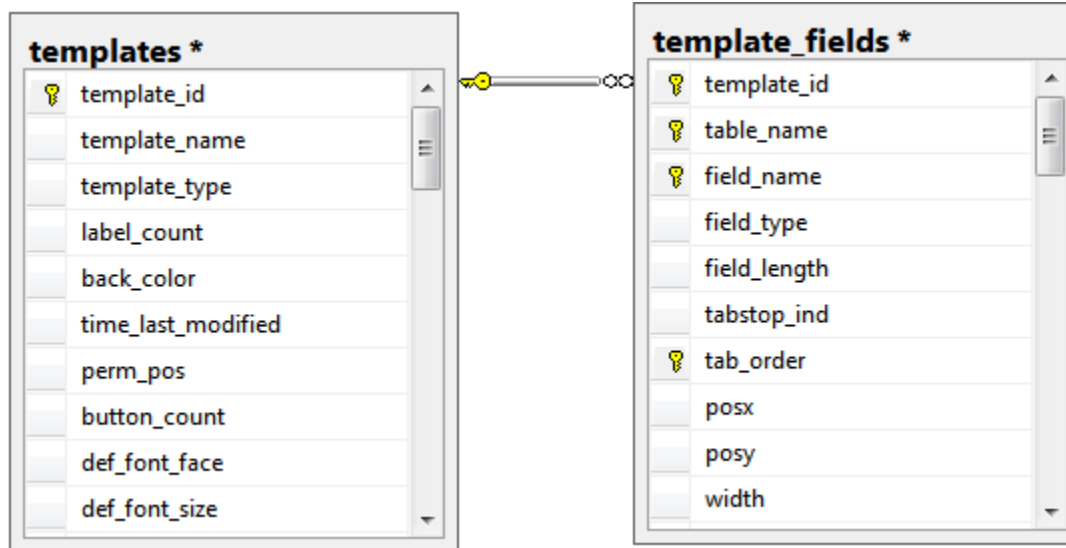 templates *
template_id
template_name
template_type
label_count
back_color
time_last_modified
perm_pos
button_count
def_font_face
def_font_size
template_fields *
template_id
table_name
field_name
field_type
field_length
tabstop_ind
tab_order
posx
posy
width